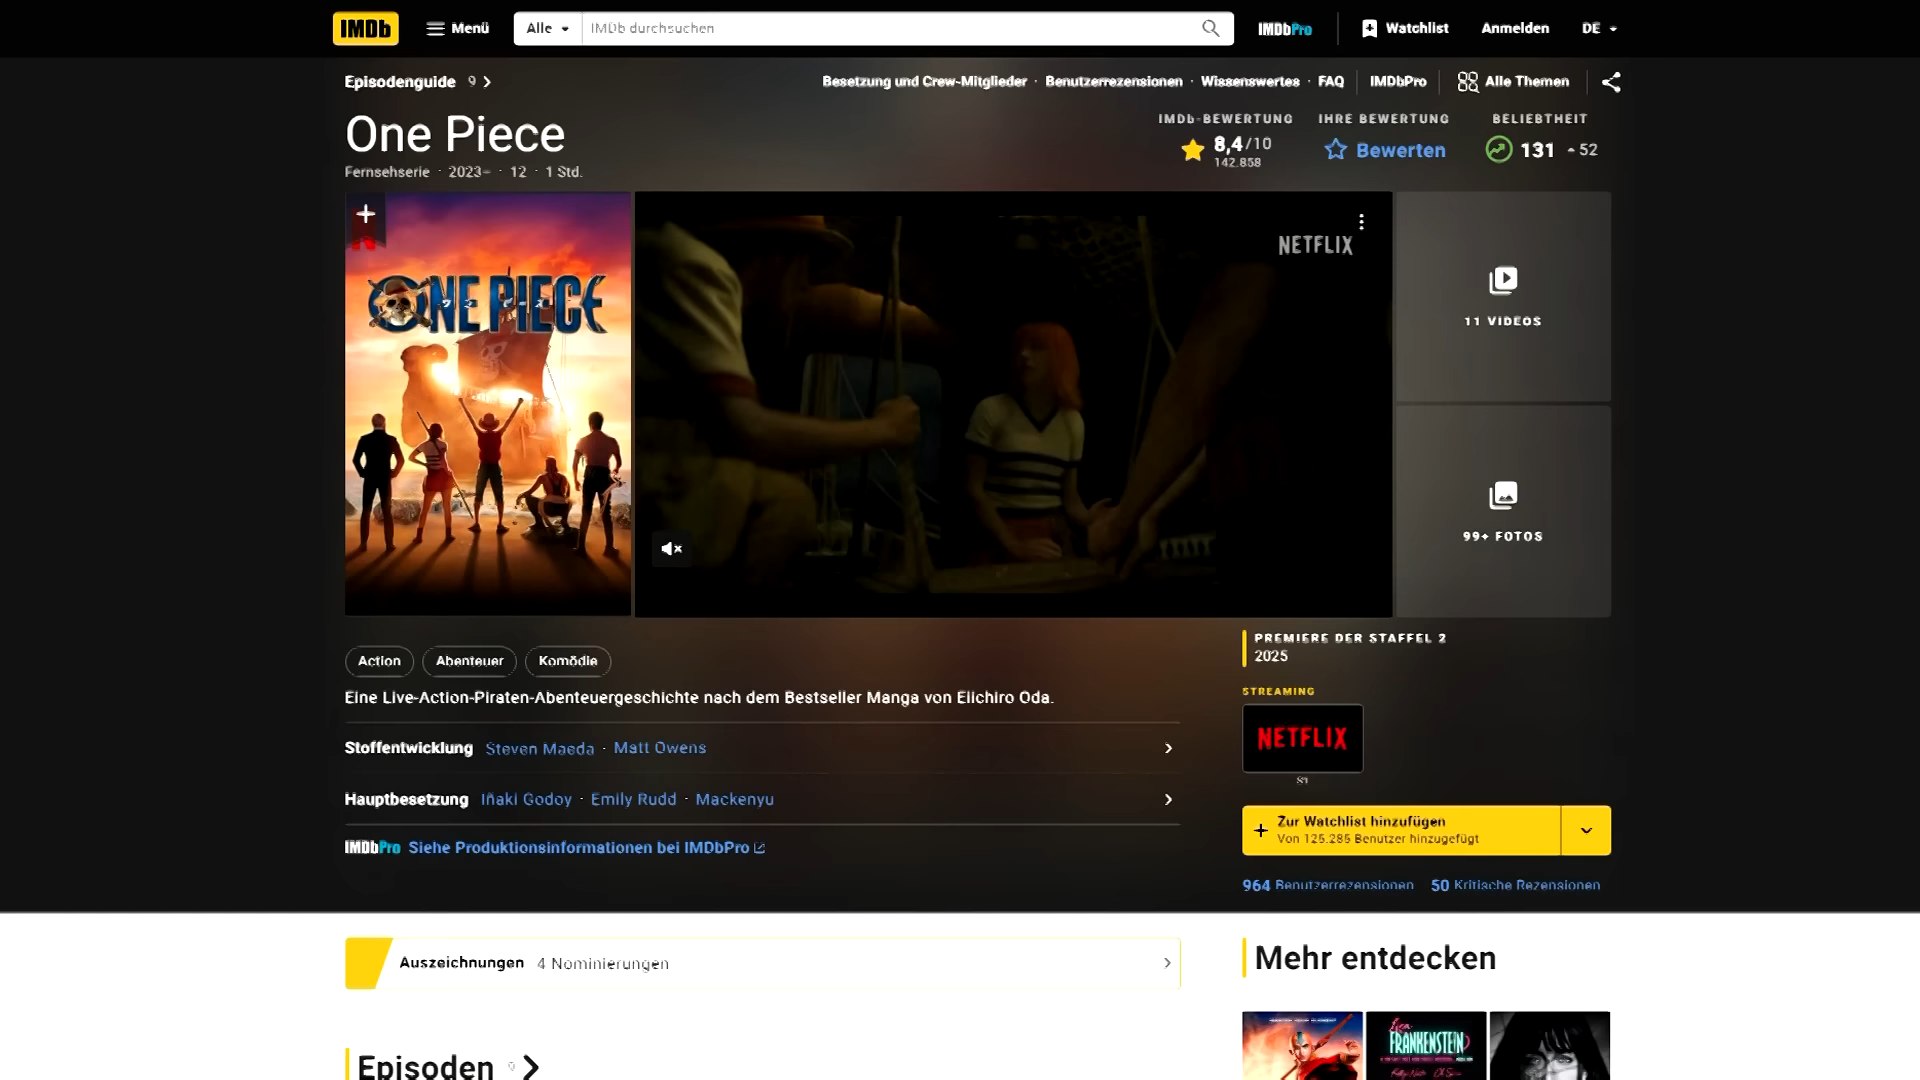 IMDb Menü Alle IMDb durchsuchen IMDbPro Watchlist Anmelden DE
Episodenguide 9 Besetzung und Crew-Mitglieder · Benutzerrezensionen · Wissenswertes · FAQ IMDbPro Alle Themen
One Piece
Fernsehserie · 2023– · 12 · 1 Std.
IMDb-BEWERTUNG
8,4/10
142.858
IHRE BEWERTUNG
Bewerten
BELIEBTHEIT
131 52
N
ONE PIECE
NETFLIX
11 VIDEOS
99+ FOTOS
Action Abenteuer Komödie
Eine Live-Action-Piraten-Abenteuergeschichte nach dem Bestseller Manga von Eiichiro Oda.
Stoffentwicklung Steven Maeda · Matt Owens
Hauptbesetzung Iñaki Godoy · Emily Rudd · Mackenyu
IMDbPro Siehe Produktionsinformationen bei IMDbPro
PREMIERE DER STAFFEL 2
2025
STREAMING
NETFLIX
S1
Zur Watchlist hinzufügen
Von 125.285 Benutzer hinzugefügt
964 Benutzerrezensionen 50 Kritische Rezensionen
Auszeichnungen 4 Nominierungen
Mehr entdecken
Episoden 9
Lisa
FRANKENSTEIN